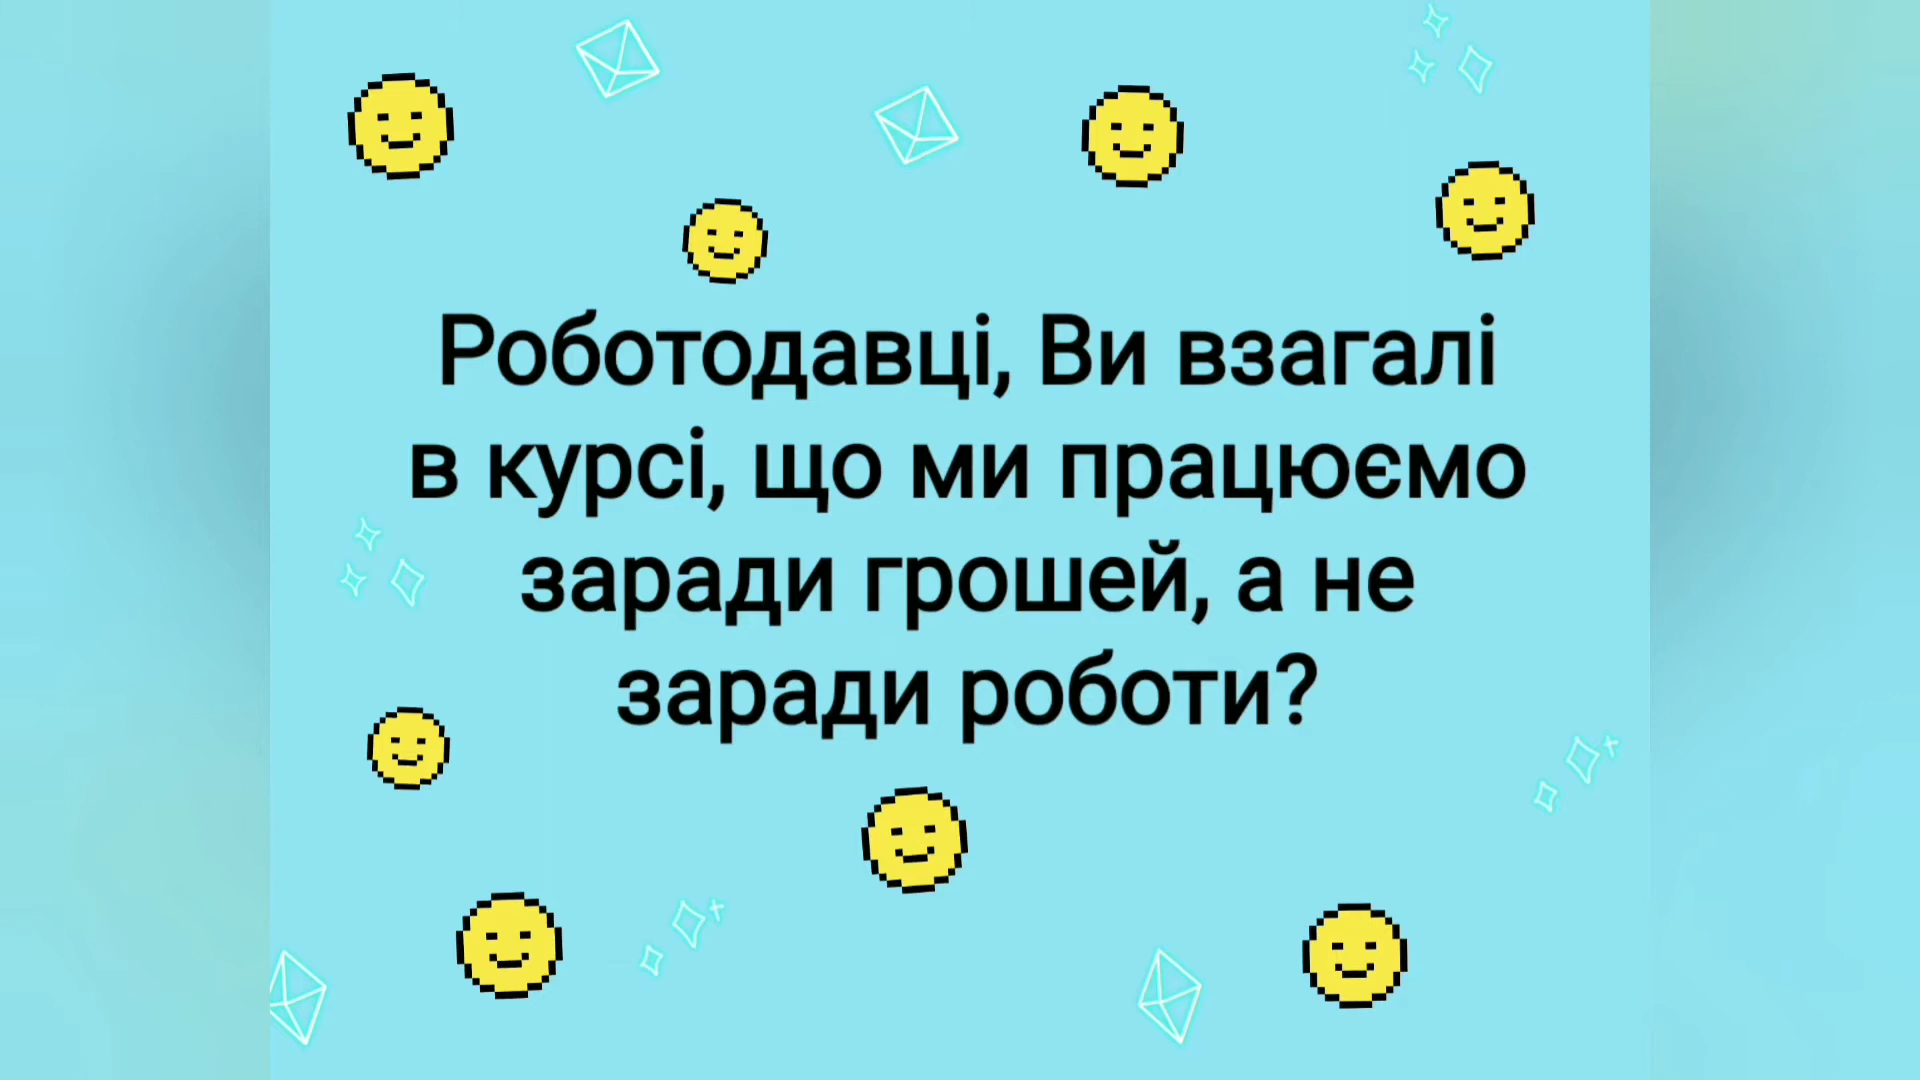 Роботодавці, Ви взагалі
в курсі, що ми працюємо
заради грошей, а не
заради роботи?